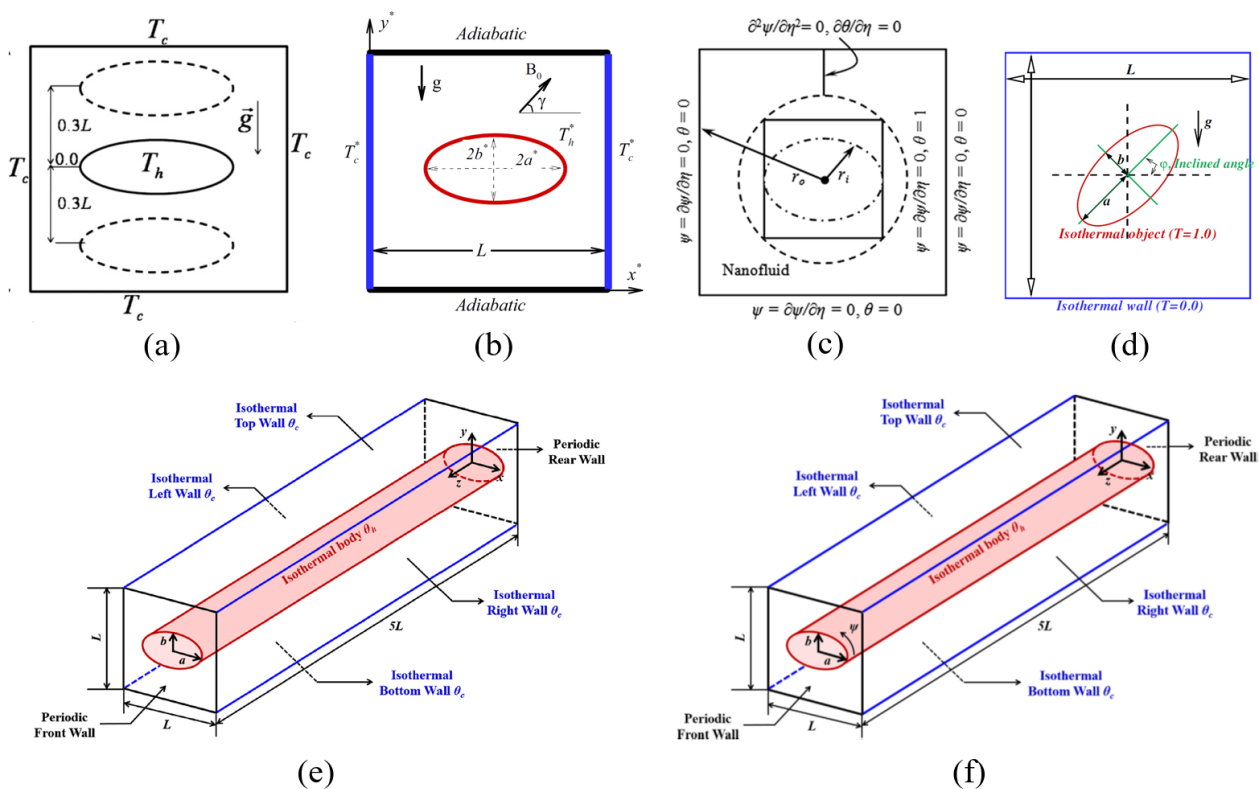 T_c
0.3L
0.0
T_h
g⃗
T_c
T_c
0.3L
T_c
(a)
y*
Adiabatic
g
B_0
γ
T_c*
T_h*
T_c*
2b*
2a*
L
x*
Adiabatic
(b)
∂²ψ/∂η²= 0, ∂θ/∂η = 0
ψ = ∂ψ/∂η = 0, θ = 0
r_o
r_i
ψ = ∂ψ/∂η = 0, θ = 1
ψ = ∂ψ/∂η = 0, θ = 0
Nanofluid
ψ = ∂ψ/∂η = 0, θ = 0
(c)
L
g
b
φ, Inclined angle
a
Isothermal object (T=1.0)
Isothermal wall (T=0.0)
(d)
Isothermal
Top Wall θ_c
y
Periodic
Rear Wall
x
z
Isothermal
Left Wall θ_c
Isothermal body θ_h
Isothermal
Right Wall θ_c
L
b
a
5L
Isothermal
Bottom Wall θ_c
Periodic
Front Wall
L
(e)
Isothermal
Top Wall θ_c
y
Periodic
Rear Wall
x
z
Isothermal
Left Wall θ_c
Isothermal body θ_h
Isothermal
Right Wall θ_c
L
b
a
ψ
5L
Isothermal
Bottom Wall θ_c
Periodic
Front Wall
L
(f)